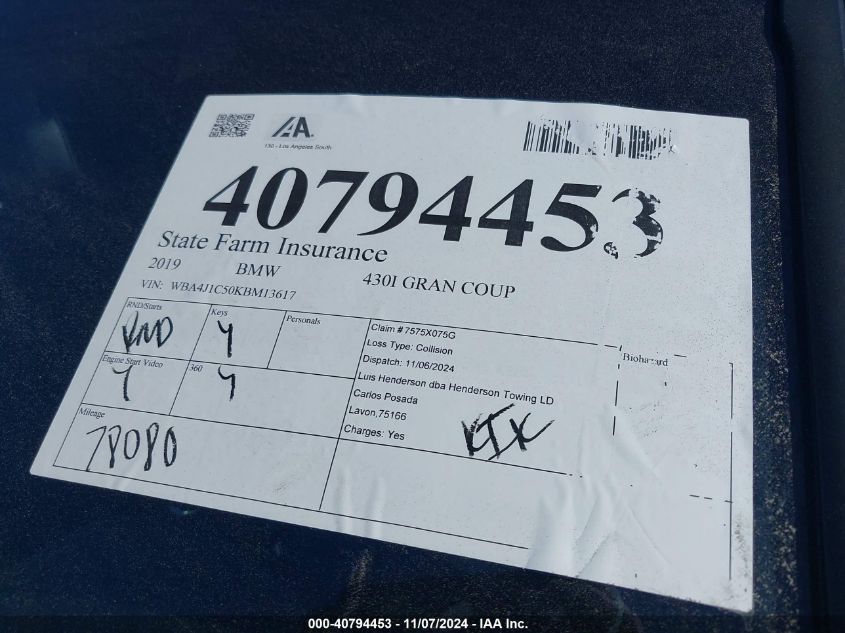 IAA.
130 - Los Angeles South
40794453
State Farm Insurance
2019 BMW 430I GRAN COUP
VIN: WBA4J1C50KBM13617
RND/Starts
RND
Keys
Y
Personals
Engine Start Video
Y
360
Y
Mileage
78080
Claim # 7575X075G
Loss Type: Collision
Dispatch: 11/06/2024
Luis Henderson dba Henderson Towing LD
Carlos Posada
Lavon,75166
Charges: Yes
Biohazard
000-40794453 - 11/07/2024 - IAA Inc.